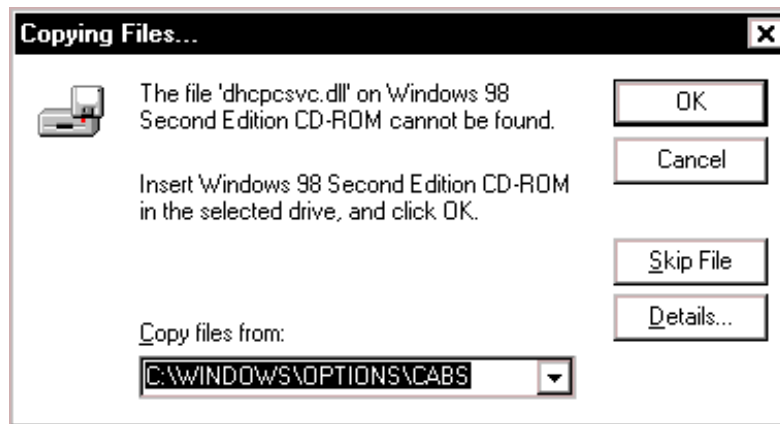 Copying Files...
The file 'dhcpcsvc.dll' on Windows 98
Second Edition CD-ROM cannot be found.
Insert Windows 98 Second Edition CD-ROM
in the selected drive, and click OK.
Copy files from:
C:\WINDOWS\OPTIONS\CABS
OK
Cancel
Skip File
Details...